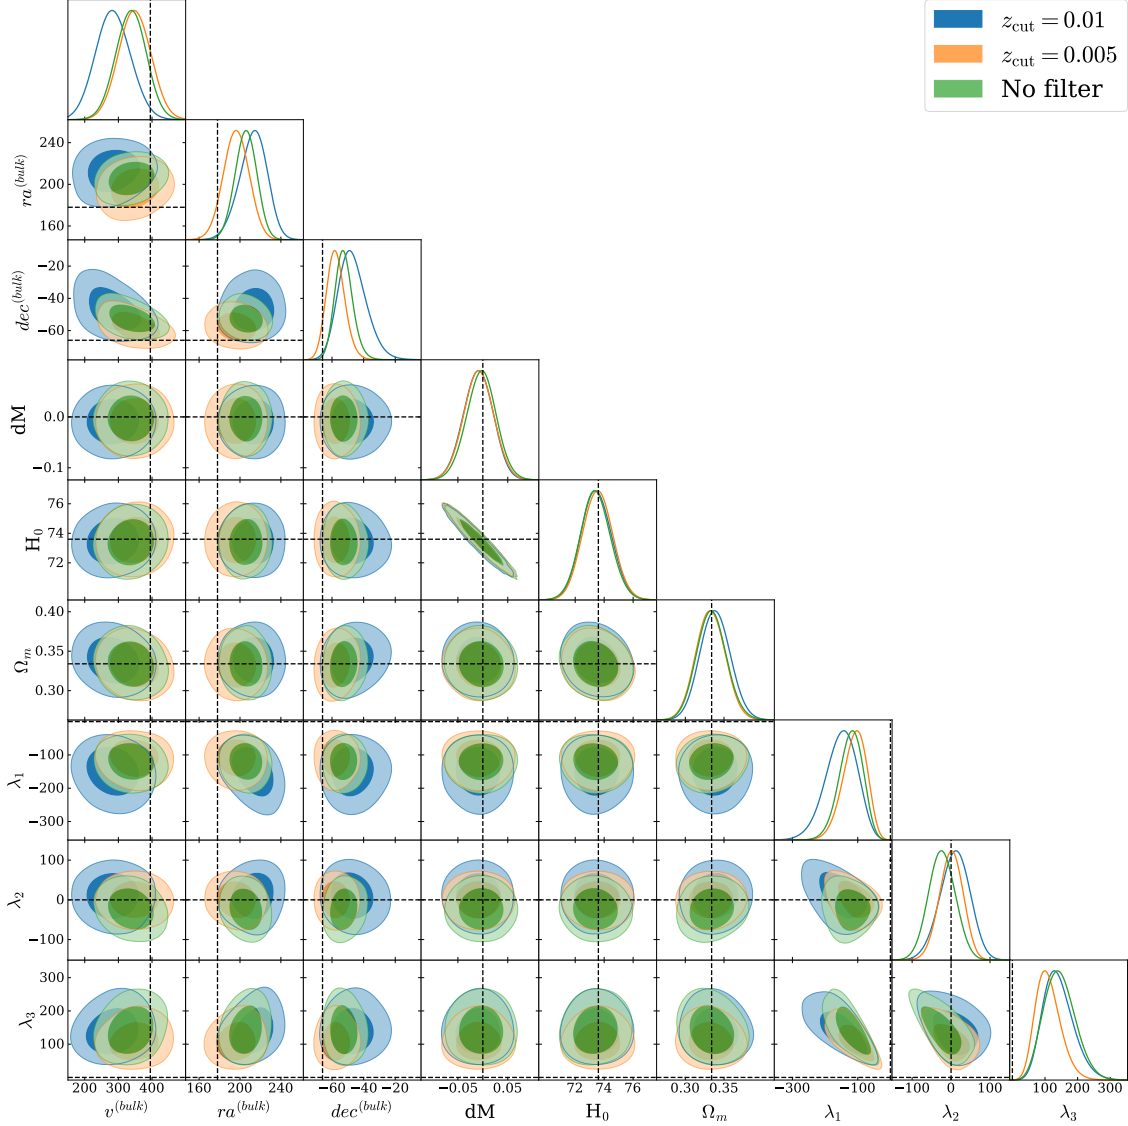 z_cut = 0.01
z_cut = 0.005
No filter
240
200
160
ra^(bulk)
−20
−40
−60
dec^(bulk)
0.0
−0.1
dM
76
74
72
H_0
0.40
0.35
0.30
Ω_m
−100
−200
−300
λ_1
100
0
−100
λ_2
300
200
100
λ_3
200 300 400 160 200 240 −60 −40 −20 −0.05 0.05 72 74 76 0.30 0.35 −300 −100 −100 0 100 100 200 300
v^(bulk) ra^(bulk) dec^(bulk) dM H_0 Ω_m λ_1 λ_2 λ_3